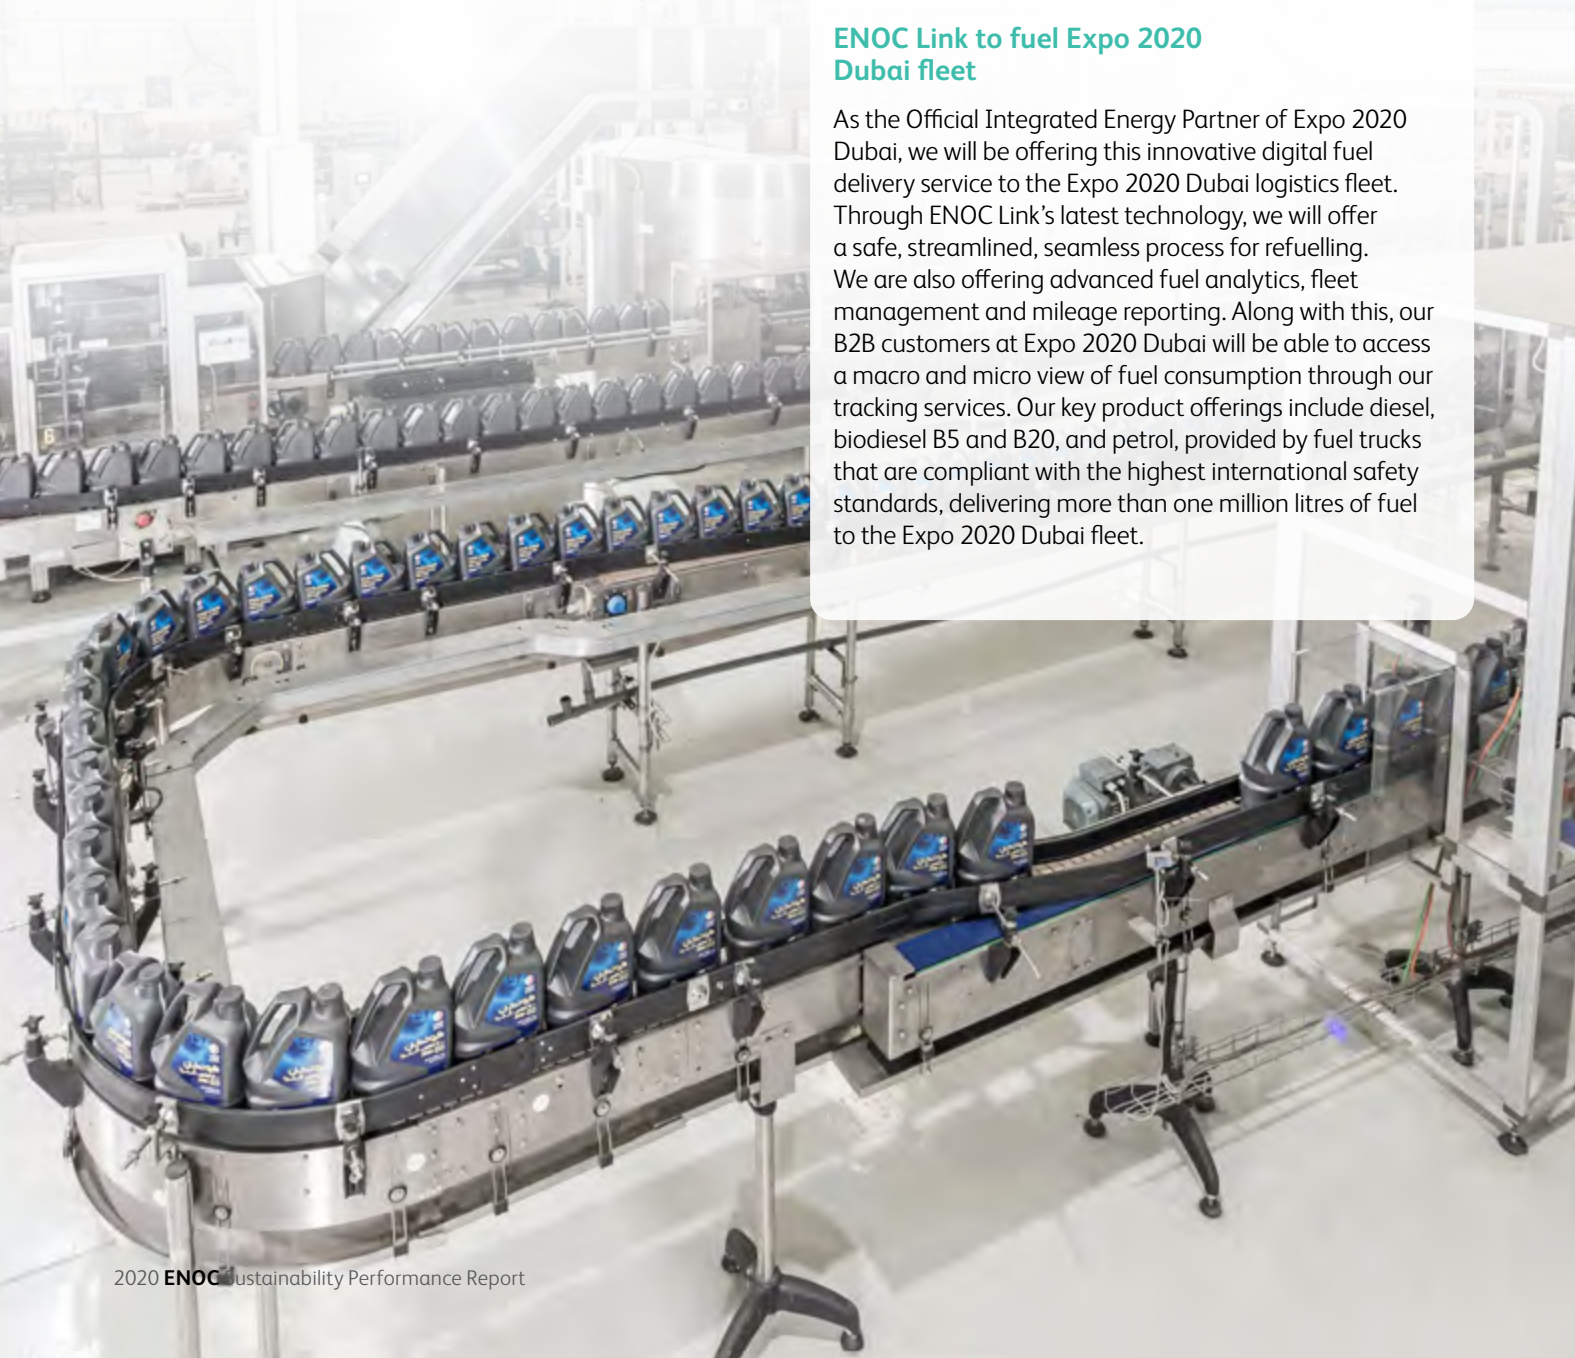 ENOC Link to fuel Expo 2020
Dubai fleet
As the Official Integrated Energy Partner of Expo 2020
Dubai, we will be offering this innovative digital fuel
delivery service to the Expo 2020 Dubai logistics fleet.
Through ENOC Link’s latest technology, we will offer
a safe, streamlined, seamless process for refuelling.
We are also offering advanced fuel analytics, fleet
management and mileage reporting. Along with this, our
B2B customers at Expo 2020 Dubai will be able to access
a macro and micro view of fuel consumption through our
tracking services. Our key product offerings include diesel,
biodiesel B5 and B20, and petrol, provided by fuel trucks
that are compliant with the highest international safety
standards, delivering more than one million litres of fuel
to the Expo 2020 Dubai fleet.
2020 ENOC Sustainability Performance Report